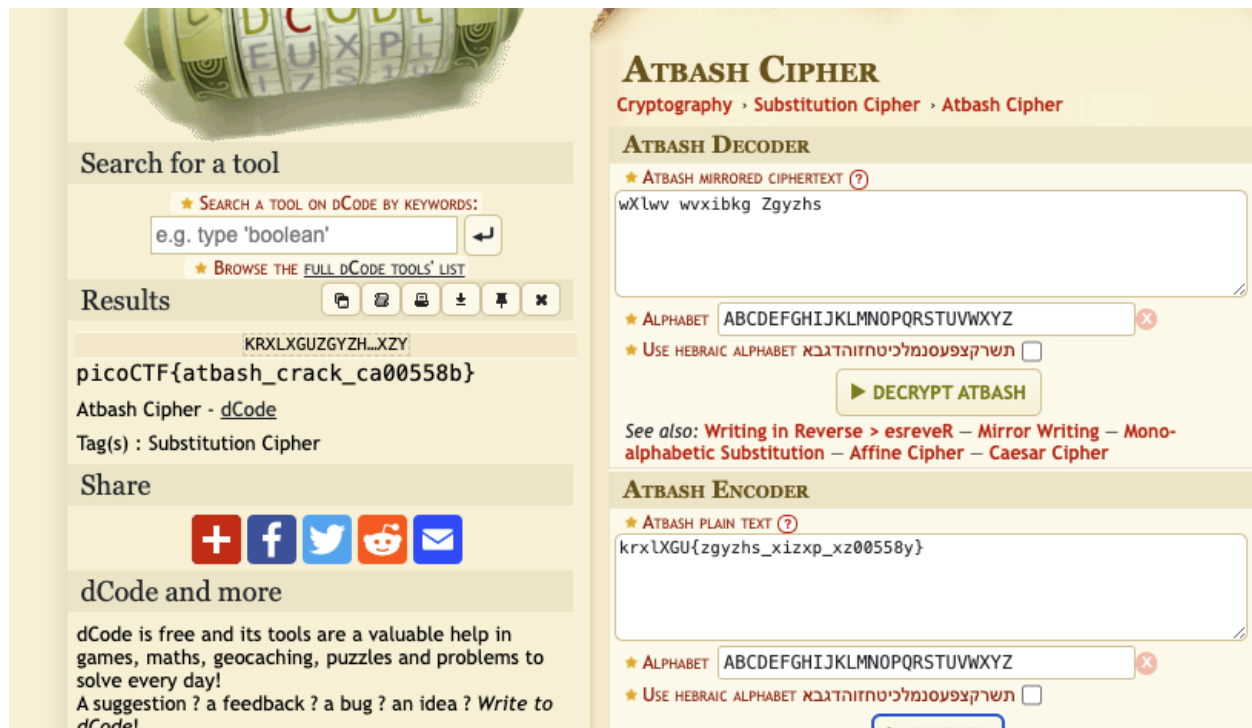 DCODE
EUXPL
IZS19
Search for a tool
★ SEARCH A TOOL ON DCODE BY KEYWORDS:
e.g. type 'boolean'
★ BROWSE THE FULL DCODE TOOLS' LIST
Results
KRXLXGUZGYZH…XZY
picoCTF{atbash_crack_ca00558b}
Atbash Cipher - dCode
Tag(s) : Substitution Cipher
Share
dCode and more
dCode is free and its tools are a valuable help in
games, maths, geocaching, puzzles and problems to
solve every day!
A suggestion ? a feedback ? a bug ? an idea ? Write to
dCode!
ATBASH CIPHER
Cryptography › Substitution Cipher › Atbash Cipher
ATBASH DECODER
★ ATBASH MIRRORED CIPHERTEXT ?
wXlwv wvxibkg Zgyzhs
★ ALPHABET ABCDEFGHIJKLMNOPQRSTUVWXYZ X
★ USE HEBRAIC ALPHABET תשרקצפעסנמלכיטחזוהדגבא
▶ DECRYPT ATBASH
See also: Writing in Reverse > esreveR — Mirror Writing — Mono-
alphabetic Substitution — Affine Cipher — Caesar Cipher
ATBASH ENCODER
★ ATBASH PLAIN TEXT ?
krxlXGU{zgyzhs_xizxp_xz00558y}
★ ALPHABET ABCDEFGHIJKLMNOPQRSTUVWXYZ X
★ USE HEBRAIC ALPHABET תשרקצפעסנמלכיטחזוהדגבא